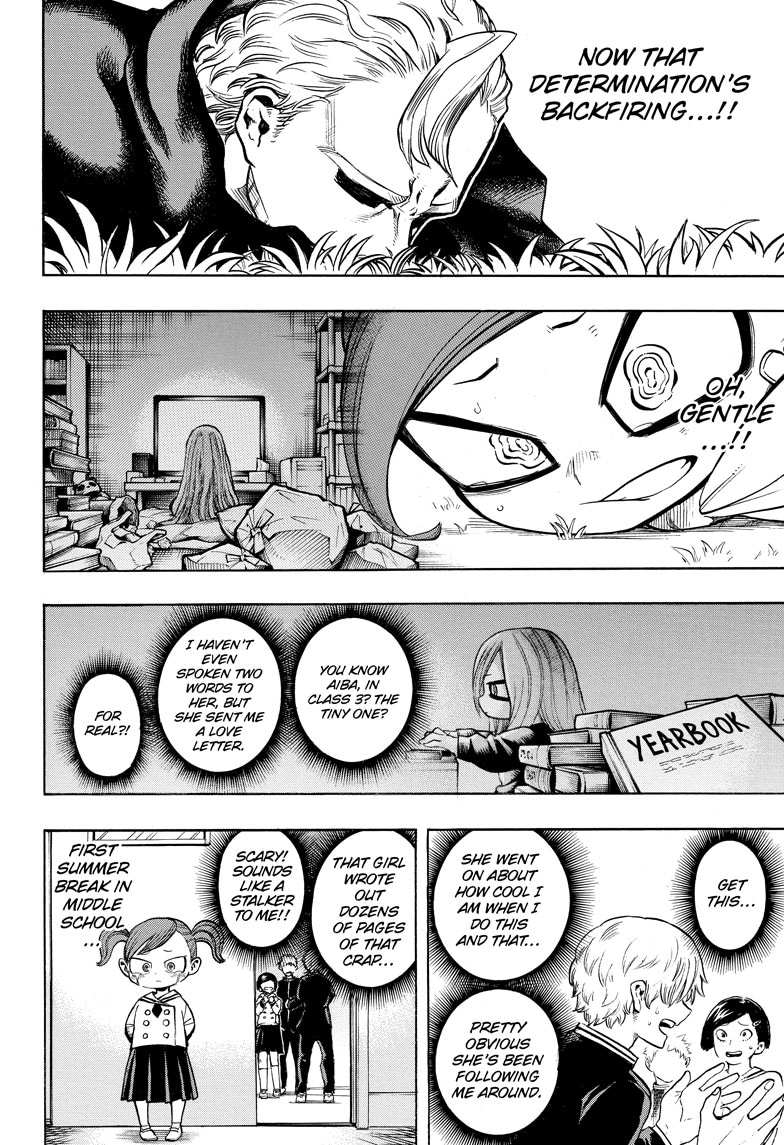 NOW THAT
DETERMINATION'S
BACKFIRING...!!
OH,
GENTLE
...!!
YOU KNOW
AIBA, IN
CLASS 3? THE
TINY ONE?
I HAVEN'T
EVEN
SPOKEN TWO
WORDS TO
HER, BUT
SHE SENT ME
A LOVE
LETTER.
FOR
REAL?!
YEARBOOK
GET
THIS...
SHE WENT
ON ABOUT
HOW COOL I
AM WHEN I
DO THIS
AND THAT...
PRETTY
OBVIOUS
SHE'S BEEN
FOLLOWING
ME AROUND.
THAT GIRL
WROTE
OUT
DOZENS
OF PAGES
OF THAT
CRAP...
SCARY!
SOUNDS
LIKE A
STALKER
TO ME!!
FIRST
SUMMER
BREAK IN
MIDDLE
SCHOOL
...